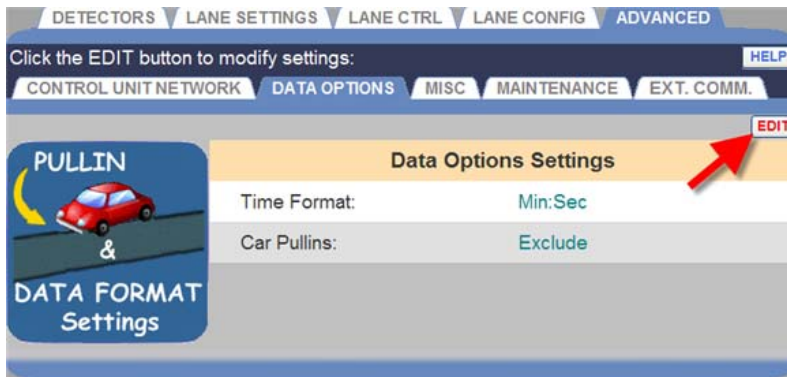 DETECTORS LANE SETTINGS LANE CTRL LANE CONFIG ADVANCED
Click the EDIT button to modify settings: HELP
CONTROL UNIT NETWORK DATA OPTIONS MISC MAINTENANCE EXT. COMM.
EDIT
PULLIN
&
DATA FORMAT
Settings
Data Options Settings
Time Format: Min:Sec
Car Pullins: Exclude